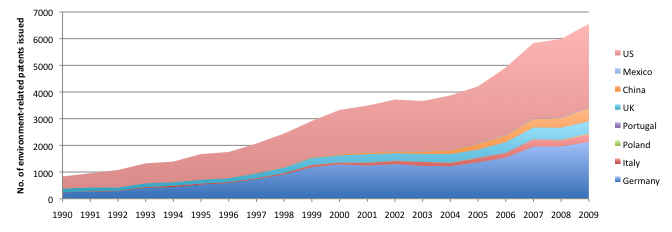 No. of environment-related patents issued
7000
6000
5000
4000
3000
2000
1000
0
1990 1991 1992 1993 1994 1995 1996 1997 1998 1999 2000 2001 2002 2003 2004 2005 2006 2007 2008 2009
US
Mexico
China
UK
Portugal
Poland
Italy
Germany